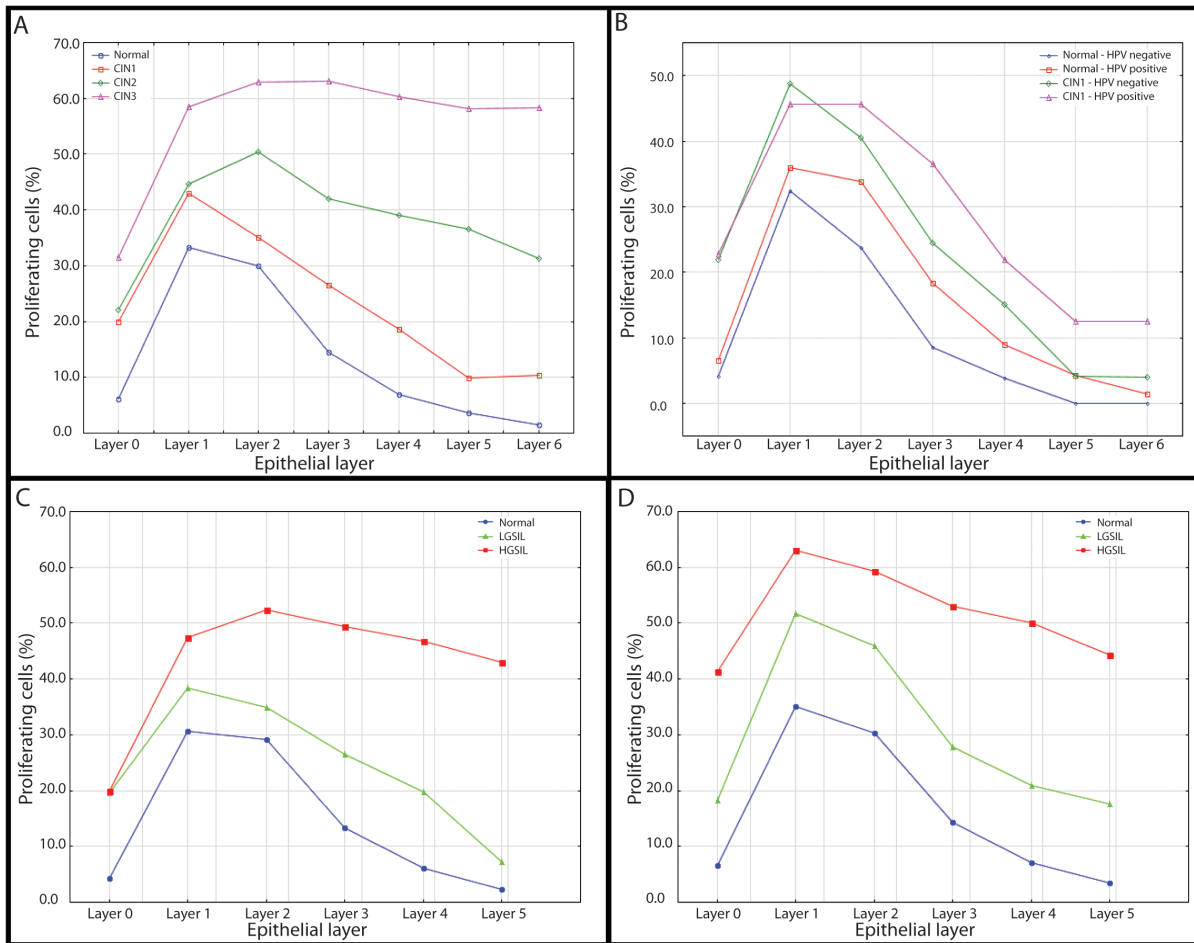 A
70.0
60.0
50.0
40.0
30.0
20.0
10.0
0.0
Proliferating cells (%)
Normal
CIN1
CIN2
CIN3
Layer 0 Layer 1 Layer 2 Layer 3 Layer 4 Layer 5 Layer 6
Epithelial layer
B
50.0
40.0
30.0
20.0
10.0
0.0
Proliferating cells (%)
Normal - HPV negative
Normal - HPV positive
CIN1 - HPV negative
CIN1 - HPV positive
Layer 0 Layer 1 Layer 2 Layer 3 Layer 4 Layer 5 Layer 6
Epithelial layer
C
70.0
60.0
50.0
40.0
30.0
20.0
10.0
0.0
Proliferating cells (%)
Normal
LGSIL
HGSIL
Layer 0 Layer 1 Layer 2 Layer 3 Layer 4 Layer 5
Epithelial layer
D
70.0
60.0
50.0
40.0
30.0
20.0
10.0
0.0
Proliferating cells (%)
Normal
LGSIL
HGSIL
Layer 0 Layer 1 Layer 2 Layer 3 Layer 4 Layer 5
Epithelial layer